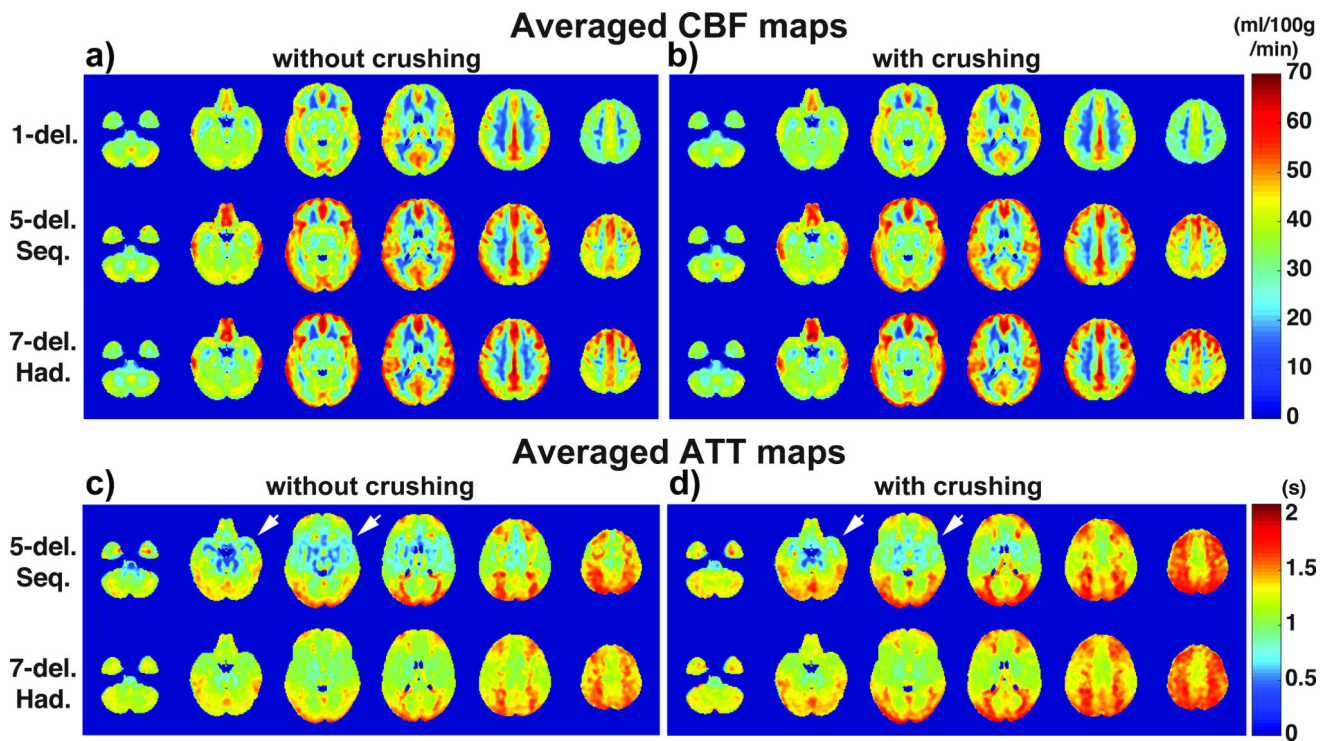 Averaged CBF maps
(ml/100g
/min)
a)
without crushing
b)
with crushing
1-del.
5-del.
Seq.
7-del.
Had.
70
60
50
40
30
20
10
0
Averaged ATT maps
c)
without crushing
d)
with crushing
(s)
5-del.
Seq.
7-del.
Had.
2
1.5
1
0.5
0